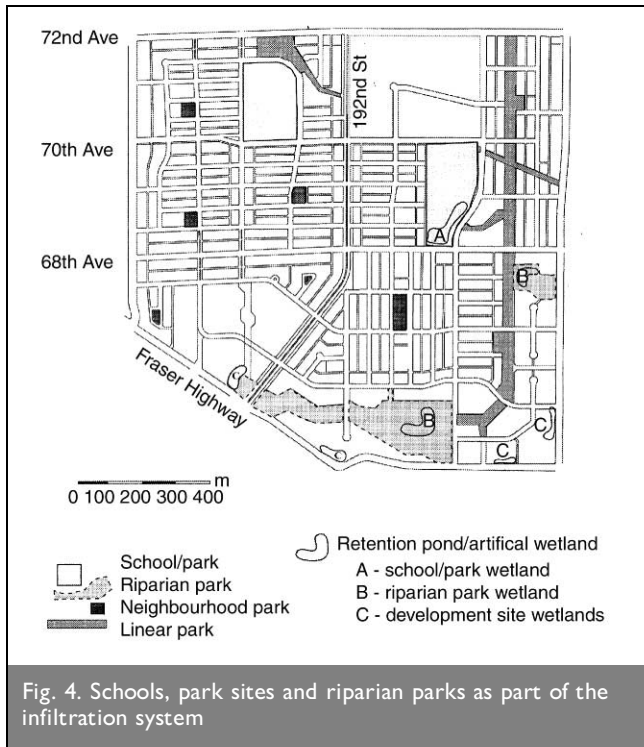 72nd Ave
192nd St
70th Ave
A
68th Ave
B
Fraser Highway
C
B
C
C
m
0 100 200 300 400
School/park
Riparian park
Neighbourhood park
Linear park
Retention pond/artifical wetland
A - school/park wetland
B - riparian park wetland
C - development site wetlands
Fig. 4. Schools, park sites and riparian parks as part of the
infiltration system